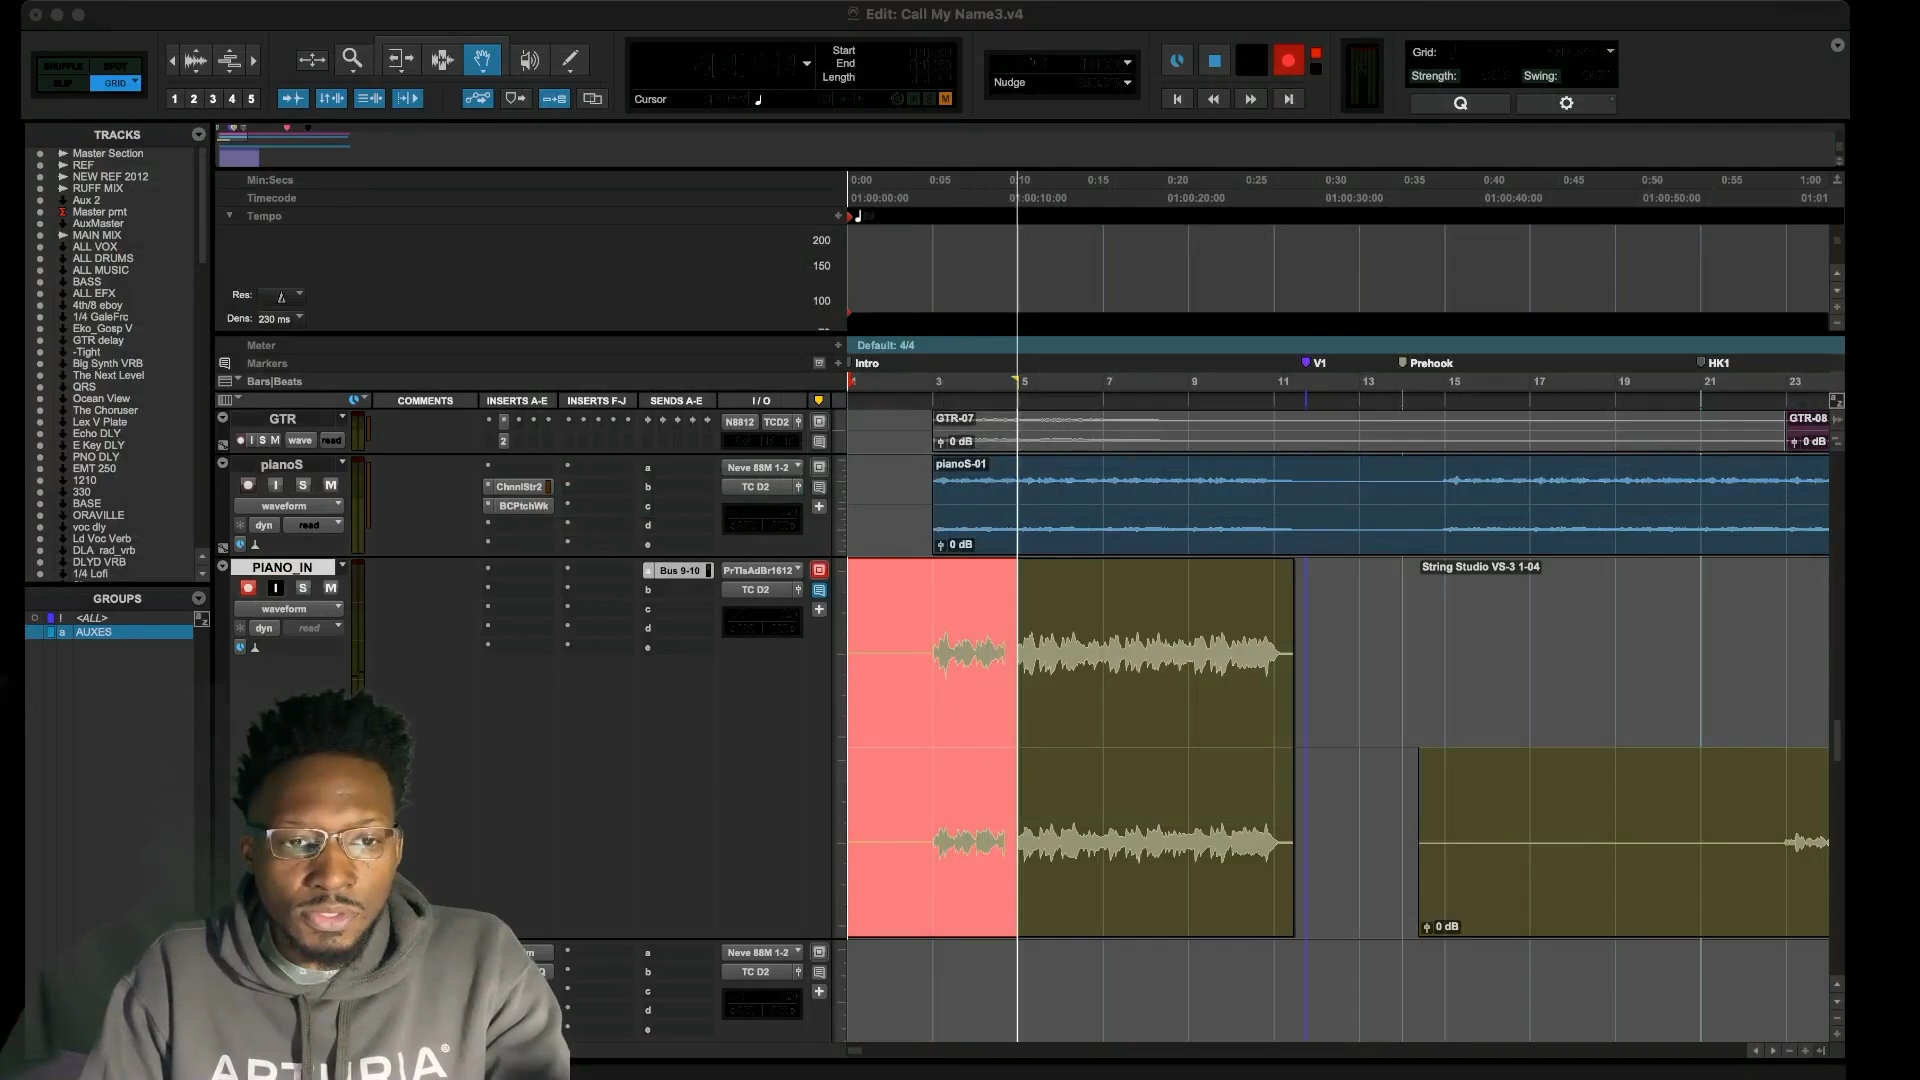 Edit: Call My Name3.v4
SHUFFLE SPOT
SLIP GRID
1 2 3 4 5
Start
End
Length
Cursor
Nudge
Grid:
Strength: Swing:
Q
TRACKS
Master Section
REF
NEW REF 2012
RUFF MIX
Aux 2
Master prnt
AuxMaster
MAIN MIX
ALL VOX
ALL DRUMS
ALL MUSIC
BASS
ALL EFX
4th/8 eboy
1/4 GaleFrc
Eko_Gosp V
GTR delay
-Tight
Big Synth VRB
The Next Level
QRS
Ocean View
The Choruser
Lex V Plate
Echo DLY
E Key DLY
PNO DLY
EMT 250
1210
330
BASE
ORAVILLE
voc dly
Ld Voc Verb
DLA rad_vrb
DLYD VRB
1/4 Lofi
GROUPS
! <ALL>
a AUXES
Min:Secs 0:00 0:05 0:10 0:15 0:20 0:25 0:30 0:35 0:40 0:45 0:50 0:55 1:00
Timecode 01:00:00:00 01:00:10:00 01:00:20:00 01:00:30:00 01:00:40:00 01:00:50:00 01:01
Tempo
200
150
100
Res:
Dens: 230 ms
Meter Default: 4/4
Markers Intro V1 Prehook HK1
Bars|Beats 1 3 5 7 9 11 13 15 17 19 21 23
COMMENTS INSERTS A-E INSERTS F-J SENDS A-E I / O
GTR
I S M wave read
2
N8812 TCD2
GTR-07
0 dB
GTR-08
0 dB
pianoS
I S M
waveform
dyn read
ChnnlStr2
BCPtchWk
a
b
c
d
e
Neve 88M 1-2
TC D2
pianoS-01
0 dB
PIANO_IN
I S M
waveform
dyn read
a Bus 9-10
b
c
d
e
PrTlsAdBr1612
TC D2
String Studio VS-3 1-04
0 dB
a
b
c
d
e
Neve 88M 1-2
TC D2
ARTURIA®